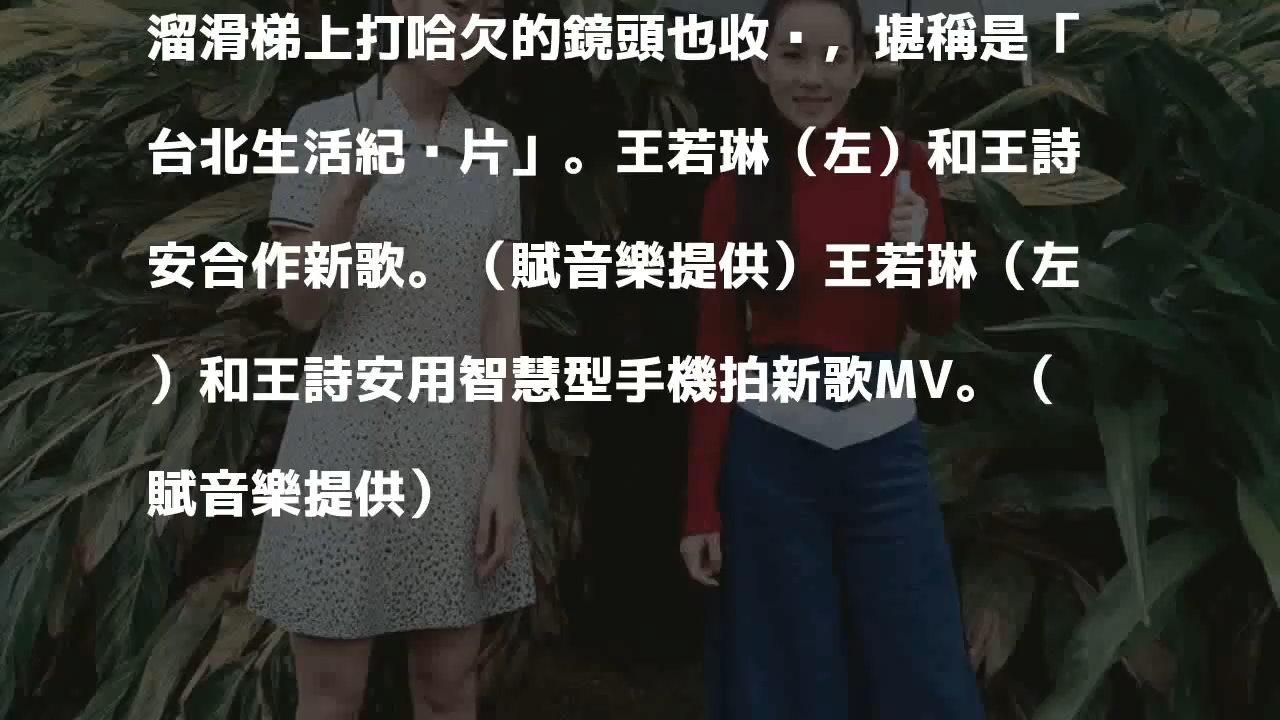 溜滑梯上打哈欠的鏡頭也收·，堪稱是「
台北生活紀·片」。王若琳（左）和王詩
安合作新歌。（賦音樂提供）王若琳（左
）和王詩安用智慧型手機拍新歌MV。（
賦音樂提供）